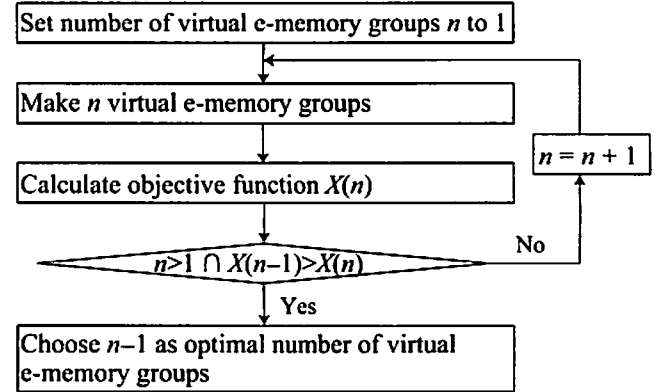 Set number of virtual e-memory groups n to 1
Make n virtual e-memory groups
n = n + 1
Calculate objective function X(n)
No
n>1 ∩ X(n–1)>X(n)
Yes
Choose n–1 as optimal number of virtual
e-memory groups